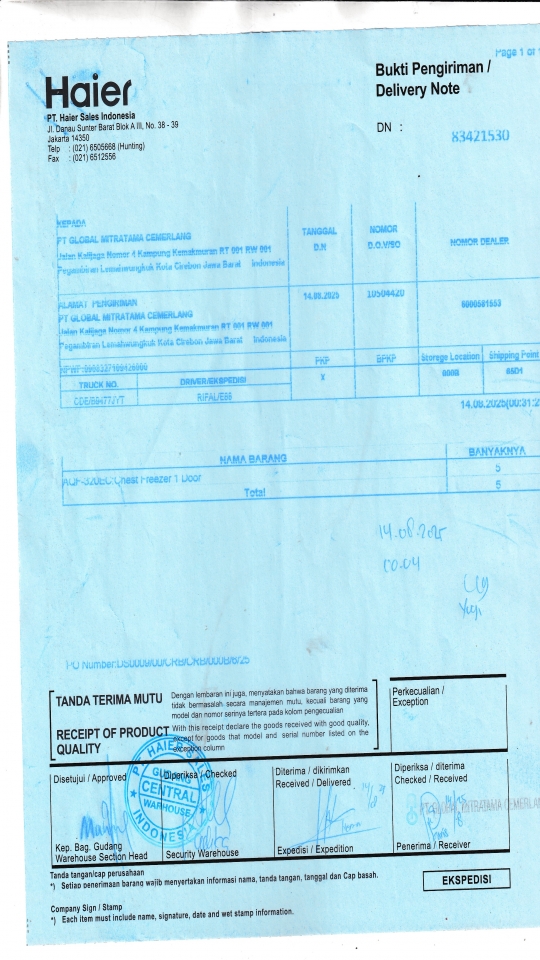 Page 1 of
Haier
Bukti Pengiriman /
Delivery Note
PT. Haier Sales Indonesia
Jl. Danau Sunter Barat Blok A III, No. 38 - 39
Jakarta 14350
Telp : (021) 6505668 (Hunting)
Fax : (021) 6512556
DN : 83421530
KEPADA
PT GLOBAL MITRATAMA CEMERLANG
Jalan Kalijaga Nomor 4 Kampung Kemakmuran RT 001 RW 001
Pegambiran Lemahwungkuk Kota Cirebon Jawa Barat Indonesia
TANGGAL D.N
NOMOR D.O.V/SO
NOMOR DEALER
ALAMAT PENGIRIMAN
PT GLOBAL MITRATAMA CEMERLANG
Jalan Kalijaga Nomor 4 Kampung Kemakmuran RT 001 RW 001
Pegambiran Lemahwungkuk Kota Cirebon Jawa Barat Indonesia
14.08.2025 10504420
PKP BPKP Storage Location Shipping Point
X
TRUCK NO. DRIVER/EKSPEDISI
14.08.2025
NAMA BARANG BANYAKNYA
Chest Freezer 1 Door 5
Total 5
14.08.2025
00.04
TANDA TERIMA MUTU
Dengan lembaran ini juga, menyatakan bahwa barang yang diterima
tidak bermasalah secara manajemen mutu, kecuali barang yang
model dan nomor serinya tertera pada kolom pengecualian
RECEIPT OF PRODUCT QUALITY
With this receipt declare the goods received with good quality,
except for goods that model and serial number listed on the
exception column
Perkecualian /
Exception
Disetujui / Approved
Diperiksa / Checked
Diterima / dikirimkan
Received / Delivered
Diperiksa / diterima
Checked / Received
PT. HAIER SALES
GUDANG
CENTRAL
WARHOUSE
INDONESIA
PT GLOBAL MITRATAMA CEMERLAN
Kep. Bag. Gudang
Warehouse Section Head
Security Warehouse
Expedisi / Expedition
Penerima / Receiver
Tanda tangan/cap perusahaan
*) Setiap penerimaan barang wajib menyertakan informasi nama, tanda tangan, tanggal dan Cap basah.
EKSPEDISI
Company Sign / Stamp
*) Each item must include name, signature, date and wet stamp information.